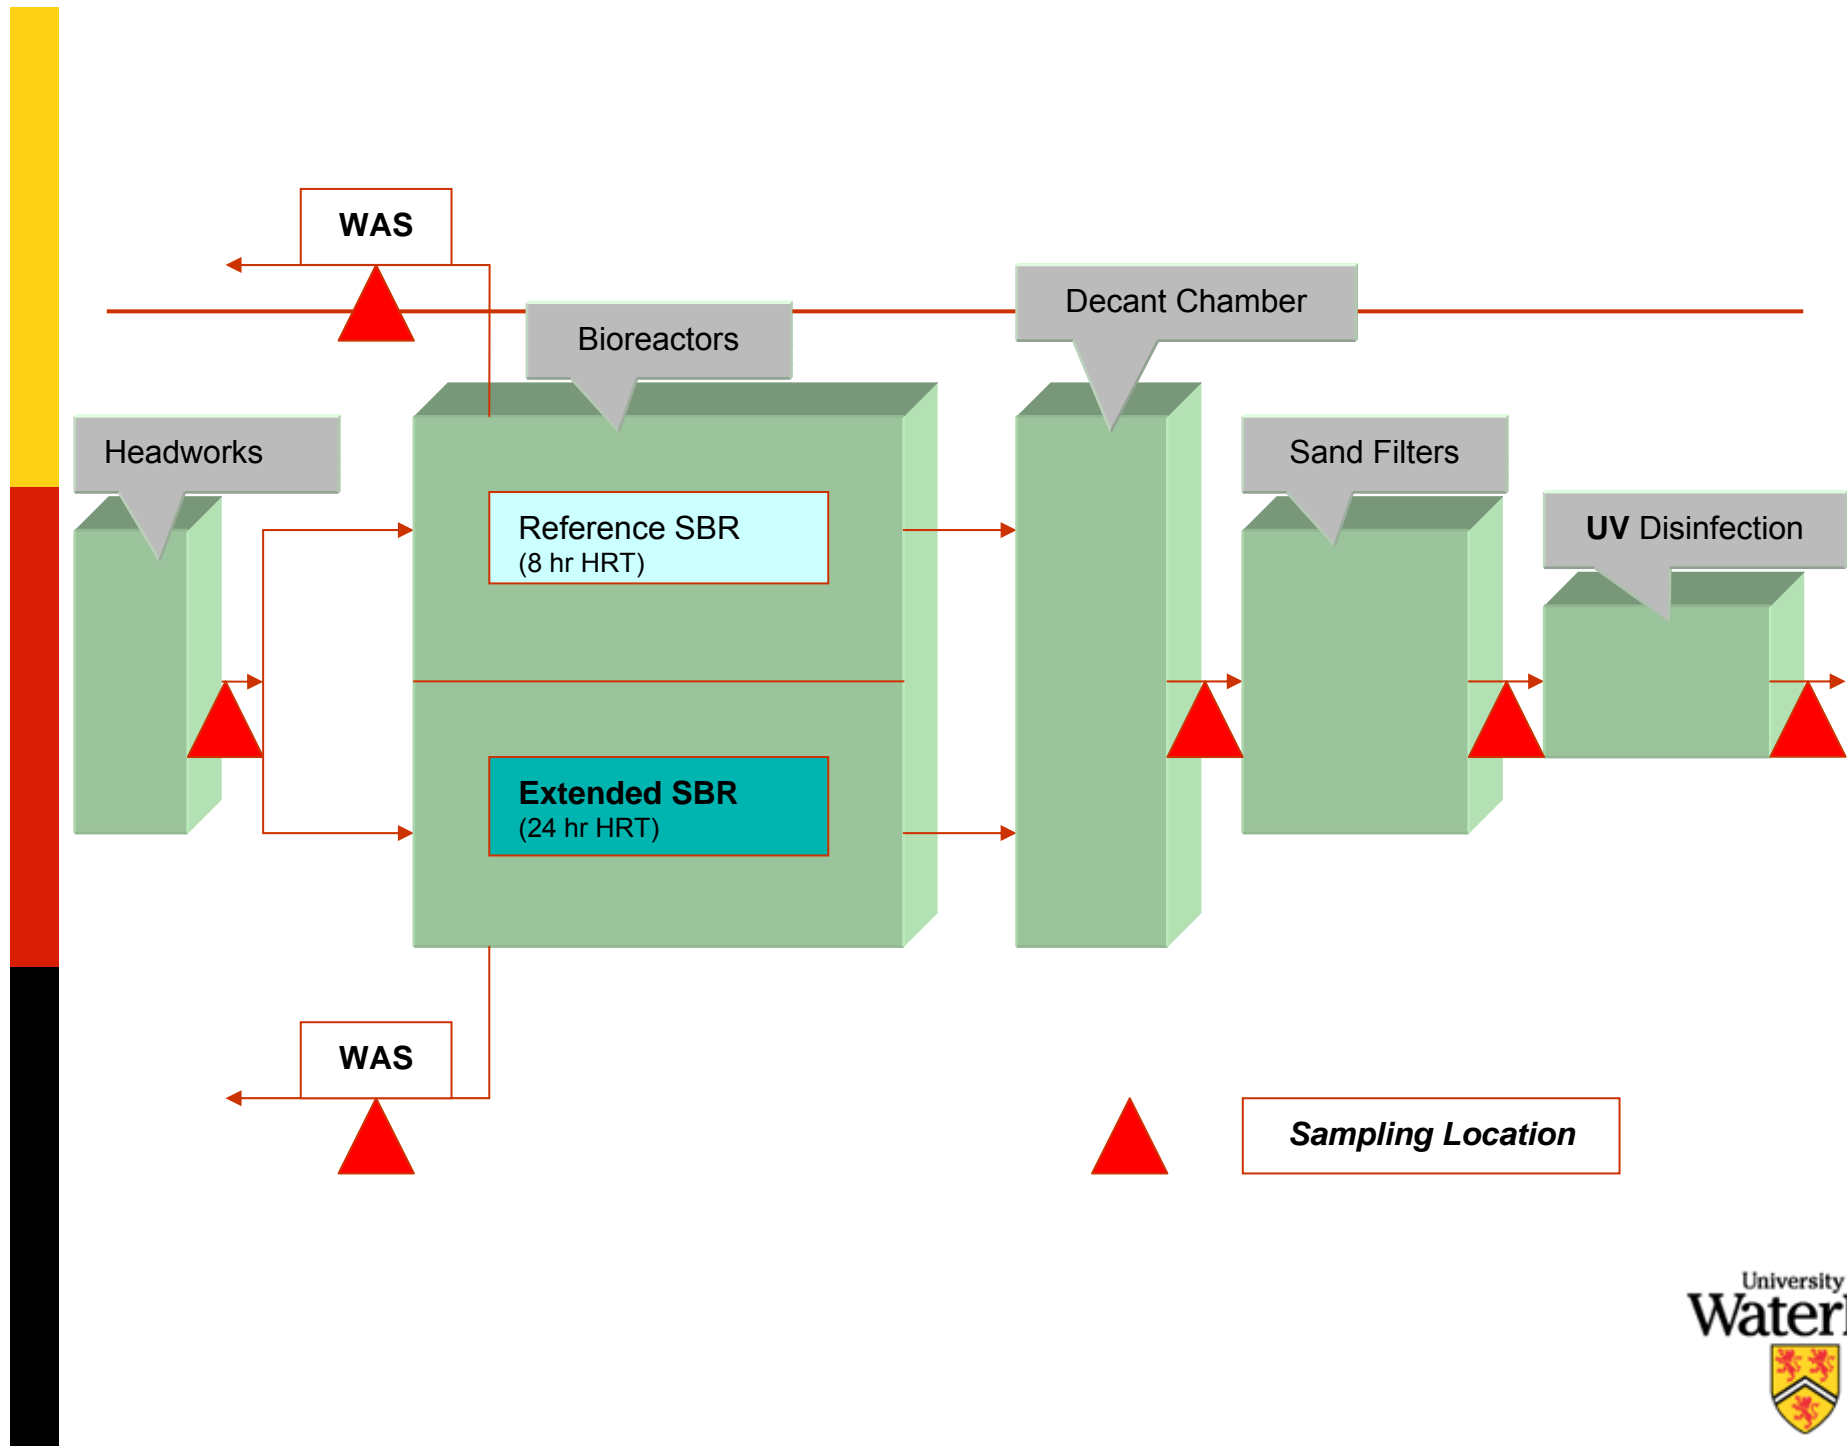 WAS
Decant Chamber
Bioreactors
Headworks
Sand Filters
UV Disinfection
Reference SBR
(8 hr HRT)
Extended SBR
(24 hr HRT)
WAS
Sampling Location
University